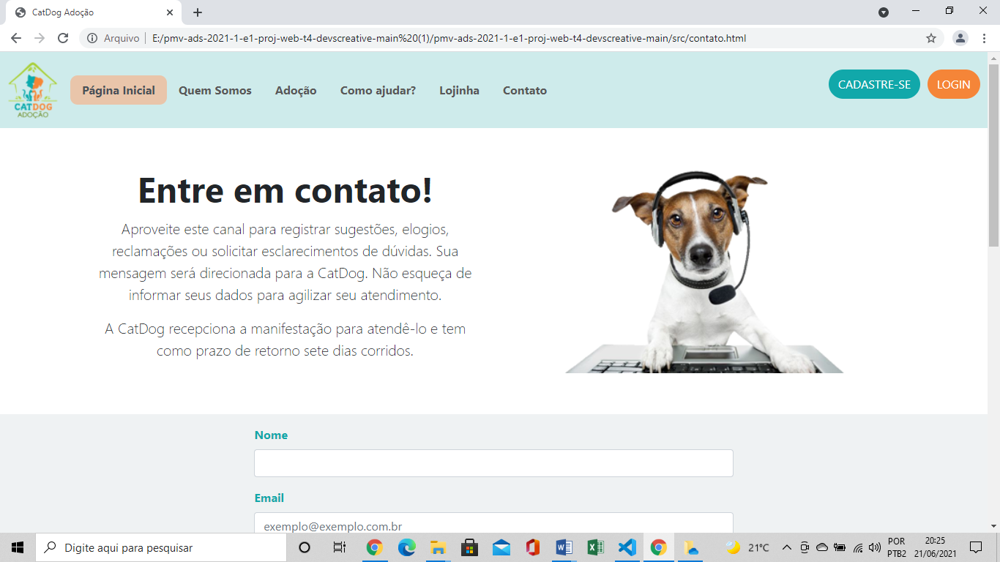 CatDog Adoção
Arquivo | E:/pmv-ads-2021-1-e1-proj-web-t4-devscreative-main%20(1)/pmv-ads-2021-1-e1-proj-web-t4-devscreative-main/src/contato.html
CATDOG
ADOÇÃO
Página Inicial Quem Somos Adoção Como ajudar? Lojinha Contato CADASTRE-SE LOGIN
Entre em contato!
Aproveite este canal para registrar sugestões, elogios,
reclamações ou solicitar esclarecimentos de dúvidas. Sua
mensagem será direcionada para a CatDog. Não esqueça de
informar seus dados para agilizar seu atendimento.
A CatDog recepciona a manifestação para atendê-lo e tem
como prazo de retorno sete dias corridos.
Nome
Email
exemplo@exemplo.com.br
Digite aqui para pesquisar
21°C
POR
PTB2
20:25
21/06/2021